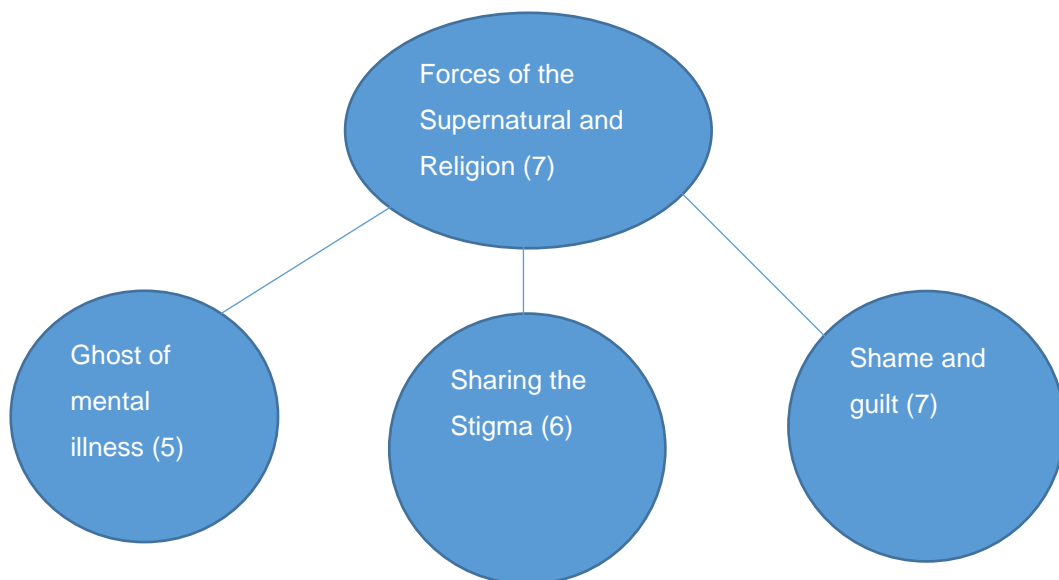 Forces of the
Supernatural and
Religion (7)
Ghost of
mental
illness (5)
Sharing the
Stigma (6)
Shame and
guilt (7)